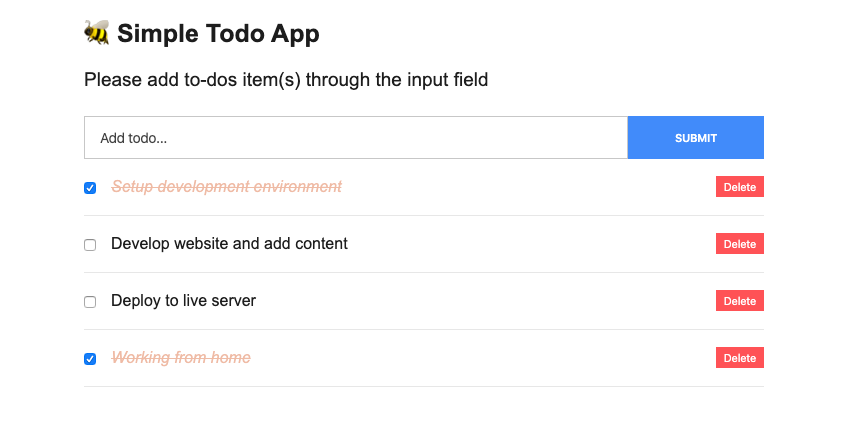 Simple Todo App
Please add to-dos item(s) through the input field
Add todo...
SUBMIT
Setup development environment
Delete
Develop website and add content
Delete
Deploy to live server
Delete
Working from home
Delete